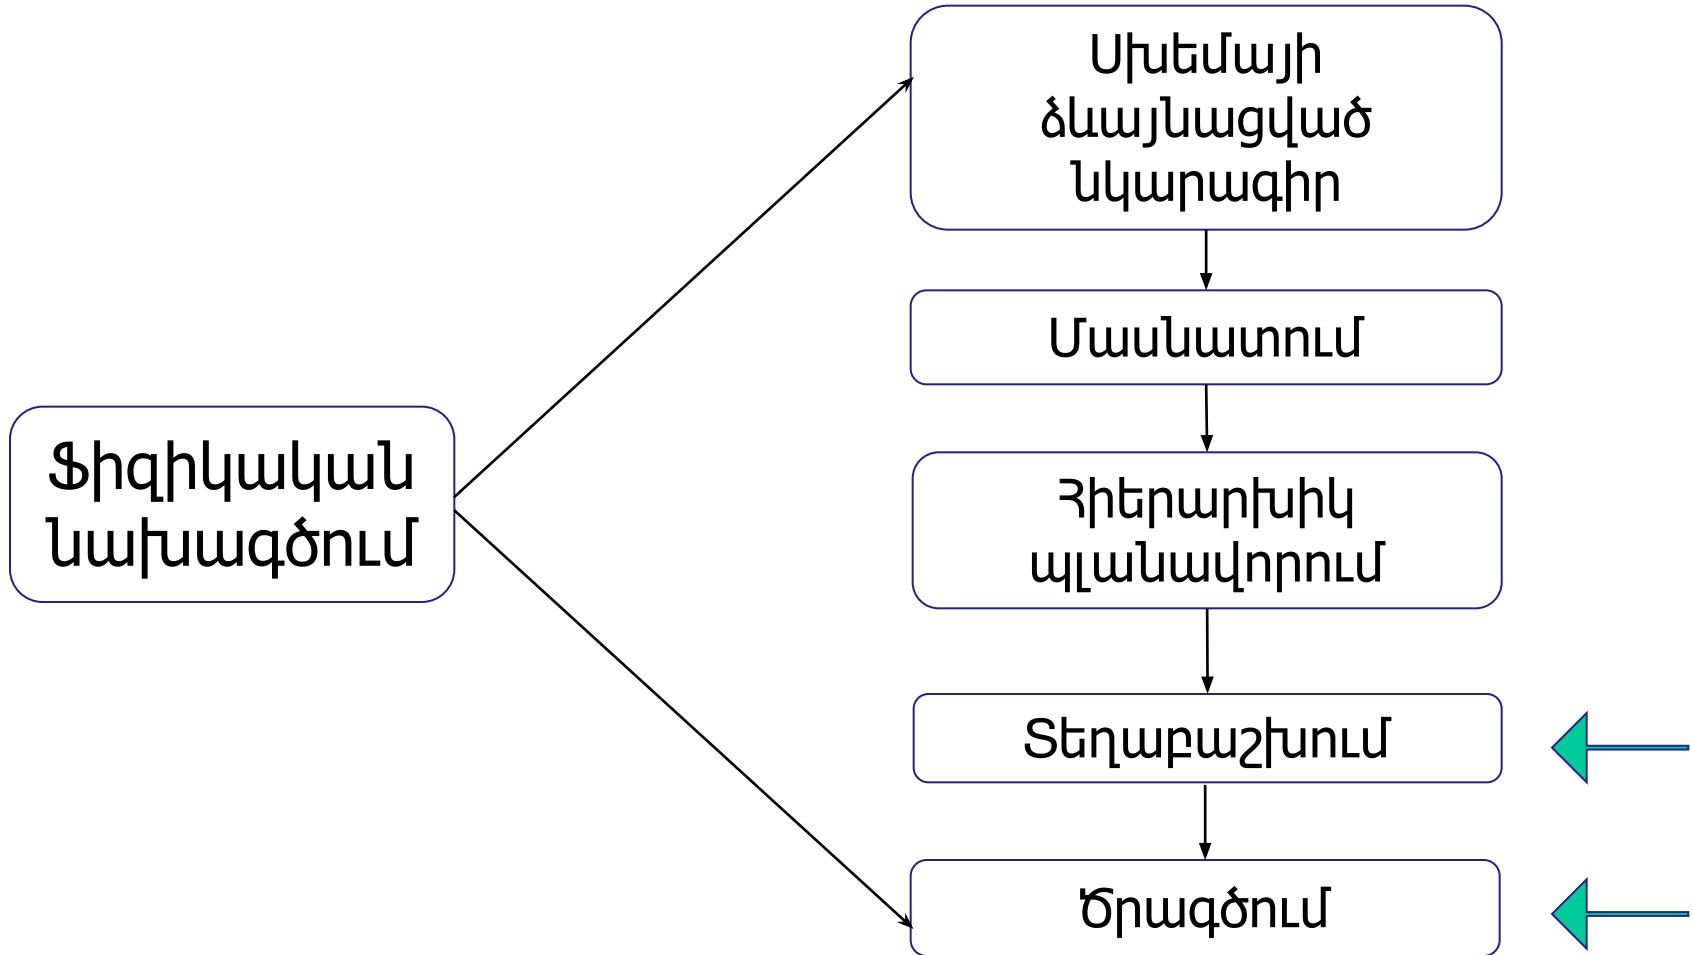 Սխեմայի
ձևայնացված
նկարագիր
Մասնատում
Ֆիզիկական
նախագծում
Հիերարխիկ
պլանավորում
Տեղաբաշխում
Ծրագծում